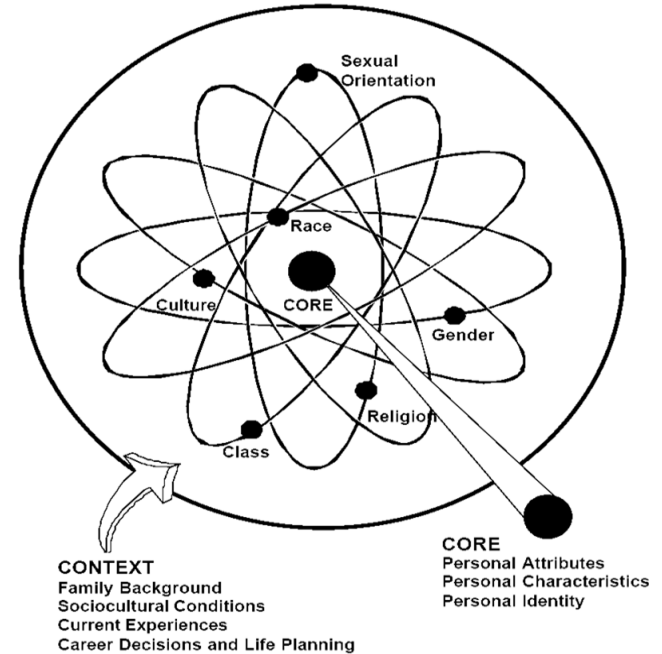 Sexual
Orientation
Race
CORE
Culture
Gender
Religion
Class
CONTEXT
Family Background
Sociocultural Conditions
Current Experiences
Career Decisions and Life Planning
CORE
Personal Attributes
Personal Characteristics
Personal Identity